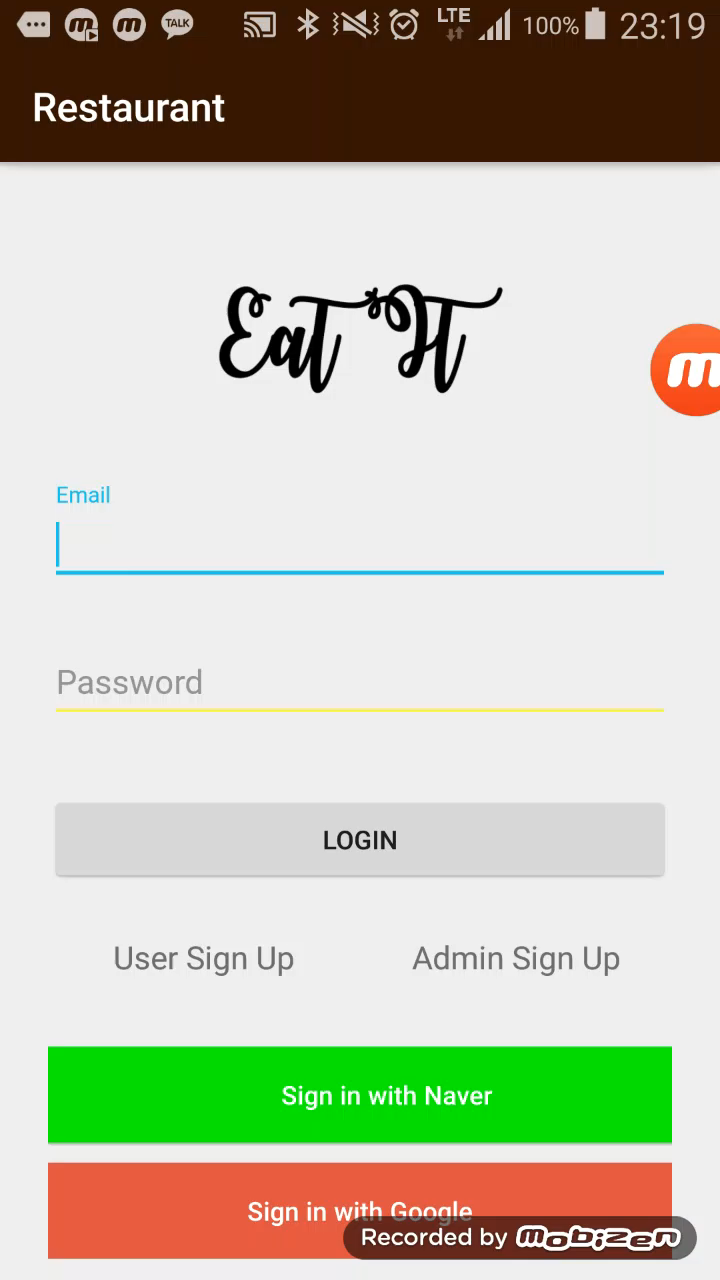 TALK LTE 100% 23:19
Restaurant
Eat
m
Email
Password
LOGIN
User Sign Up Admin Sign Up
Sign in with Naver
Sign in with Google
Recorded by mobizen